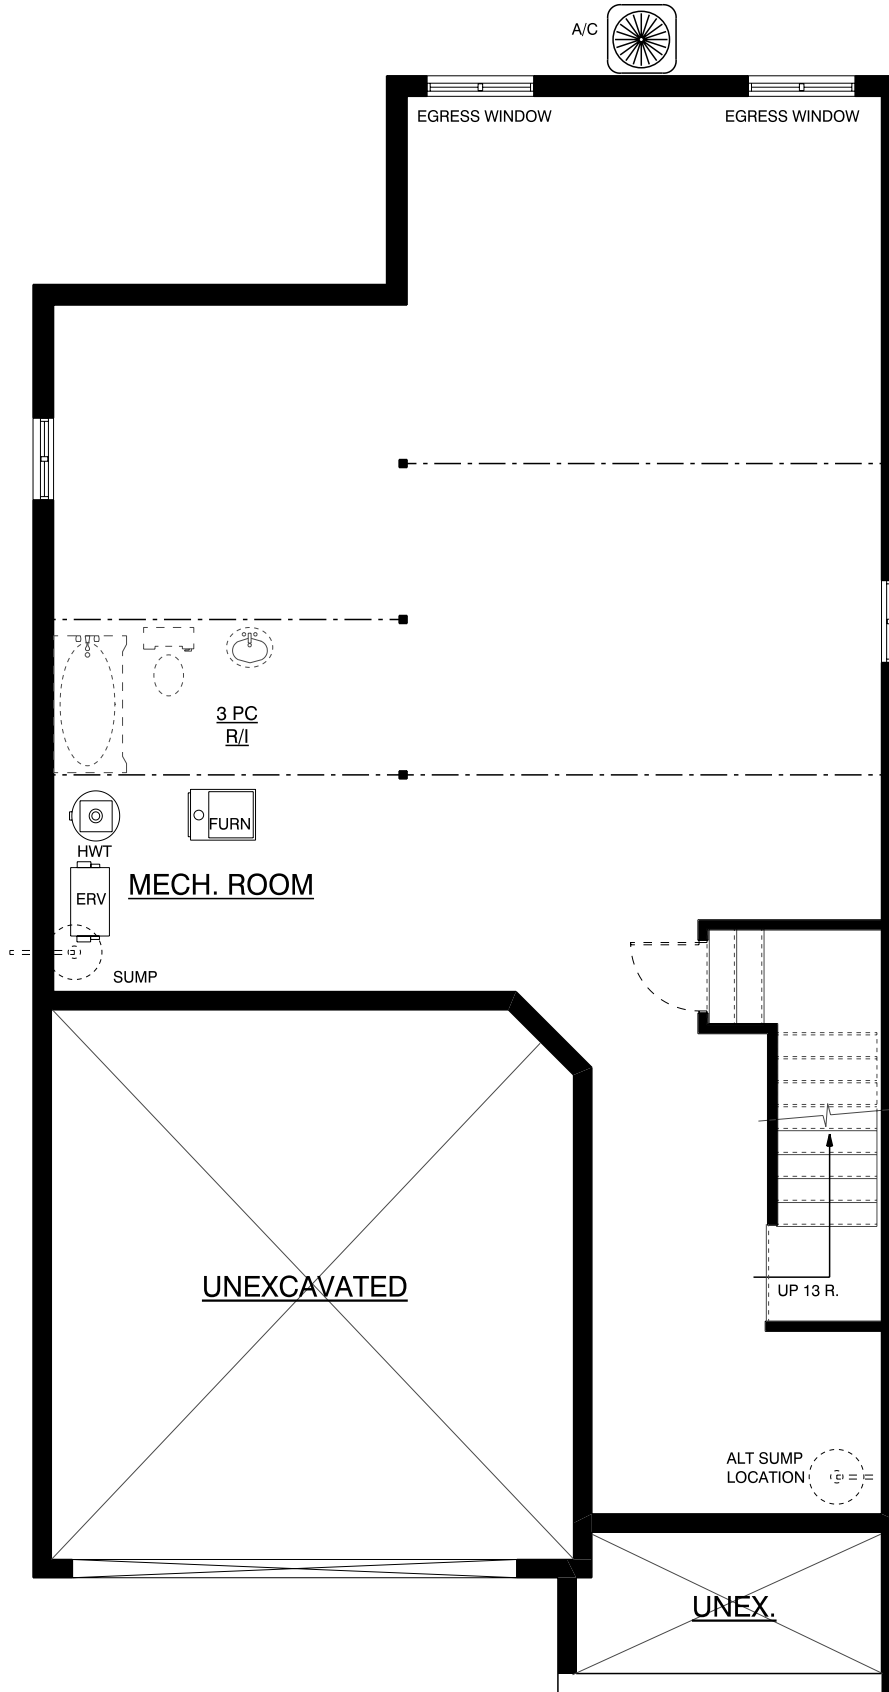 A/C
EGRESS WINDOW
EGRESS WINDOW
3 PC
R/I
FURN
HWT
MECH. ROOM
ERV
SUMP
UNEXCAVATED
UP 13 R.
ALT SUMP
LOCATION
UNEX.